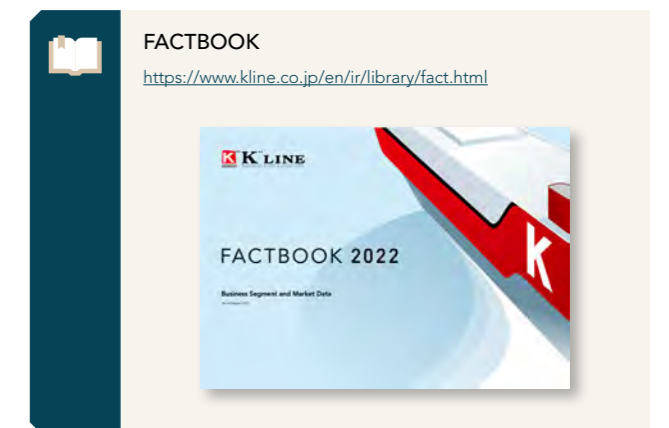 FACTBOOK
https://www.kline.co.jp/en/ir/library/fact.html
K K LINE
FACTBOOK 2022
K
Business Segment and Market Data